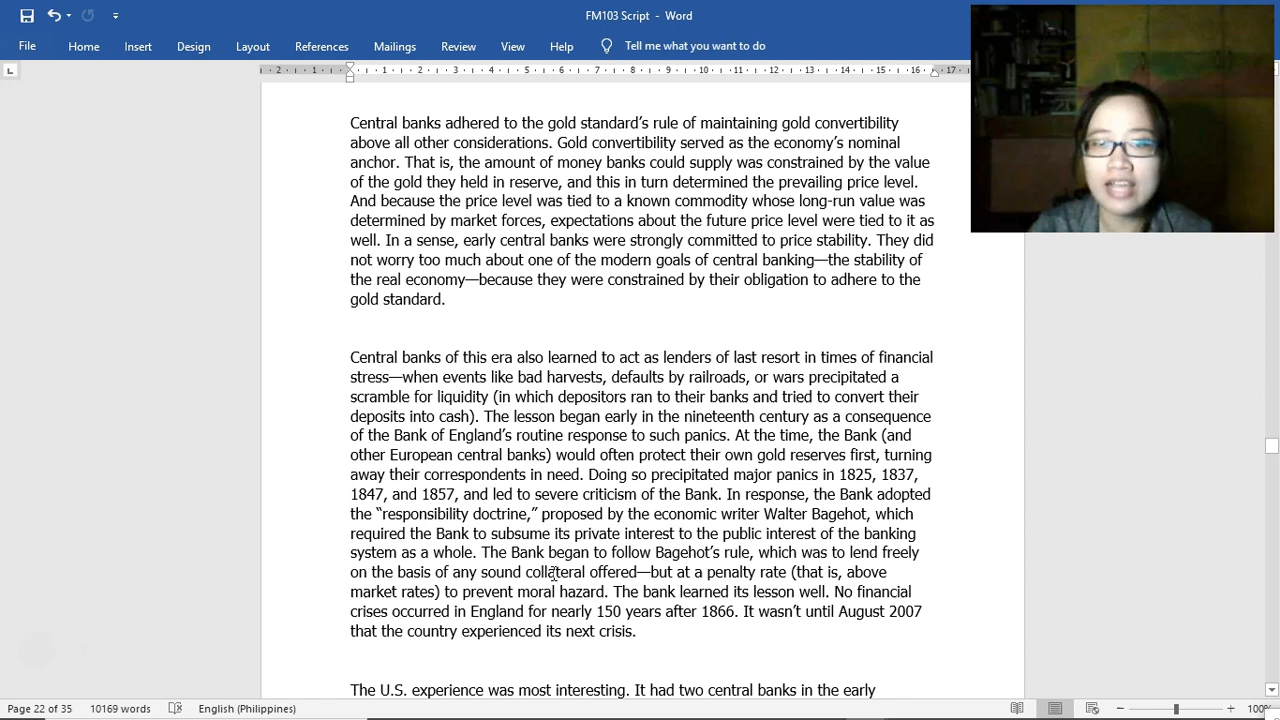 FM103 Script - Word
File Home Insert Design Layout References Mailings Review View Help Tell me what you want to do
2 1 1 2 3 4 5 6 7 8 9 10 11 12 13 14 15 16 17
Central banks adhered to the gold standard's rule of maintaining gold convertibility
above all other considerations. Gold convertibility served as the economy's nominal
anchor. That is, the amount of money banks could supply was constrained by the value
of the gold they held in reserve, and this in turn determined the prevailing price level.
And because the price level was tied to a known commodity whose long-run value was
determined by market forces, expectations about the future price level were tied to it as
well. In a sense, early central banks were strongly committed to price stability. They did
not worry too much about one of the modern goals of central banking—the stability of
the real economy—because they were constrained by their obligation to adhere to the
gold standard.
Central banks of this era also learned to act as lenders of last resort in times of financial
stress—when events like bad harvests, defaults by railroads, or wars precipitated a
scramble for liquidity (in which depositors ran to their banks and tried to convert their
deposits into cash). The lesson began early in the nineteenth century as a consequence
of the Bank of England's routine response to such panics. At the time, the Bank (and
other European central banks) would often protect their own gold reserves first, turning
away their correspondents in need. Doing so precipitated major panics in 1825, 1837,
1847, and 1857, and led to severe criticism of the Bank. In response, the Bank adopted
the “responsibility doctrine,” proposed by the economic writer Walter Bagehot, which
required the Bank to subsume its private interest to the public interest of the banking
system as a whole. The Bank began to follow Bagehot's rule, which was to lend freely
on the basis of any sound collateral offered—but at a penalty rate (that is, above
market rates) to prevent moral hazard. The bank learned its lesson well. No financial
crises occurred in England for nearly 150 years after 1866. It wasn't until August 2007
that the country experienced its next crisis.
The U.S. experience was most interesting. It had two central banks in the early
Page 22 of 35 10169 words English (Philippines) 100%